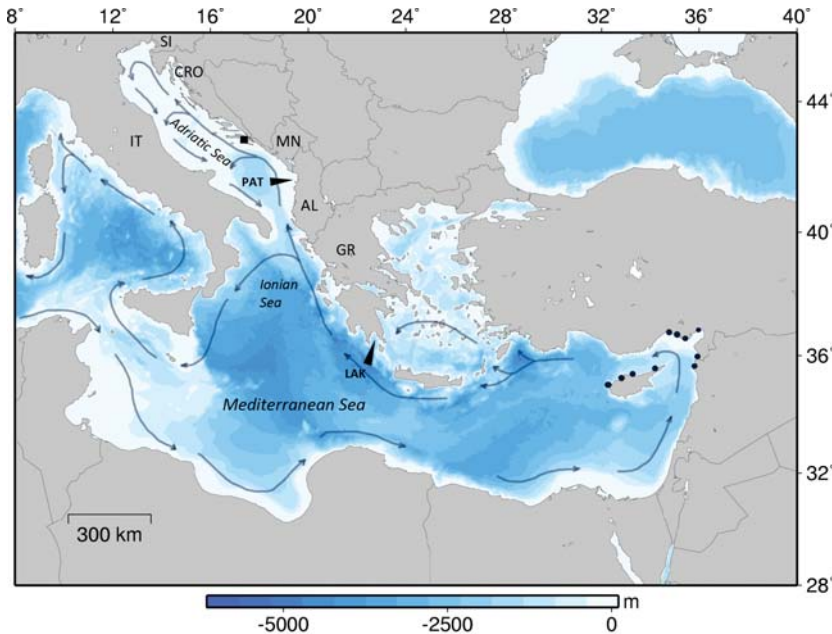 8° 12° 16° 20° 24° 28° 32° 36° 40°
SI
CRO
44°
Adriatic Sea
IT
MN
PAT
AL
40°
GR
Ionian
Sea
36°
LAK
Mediterranean Sea
32°
300 km
28°
m
-5000 -2500 0